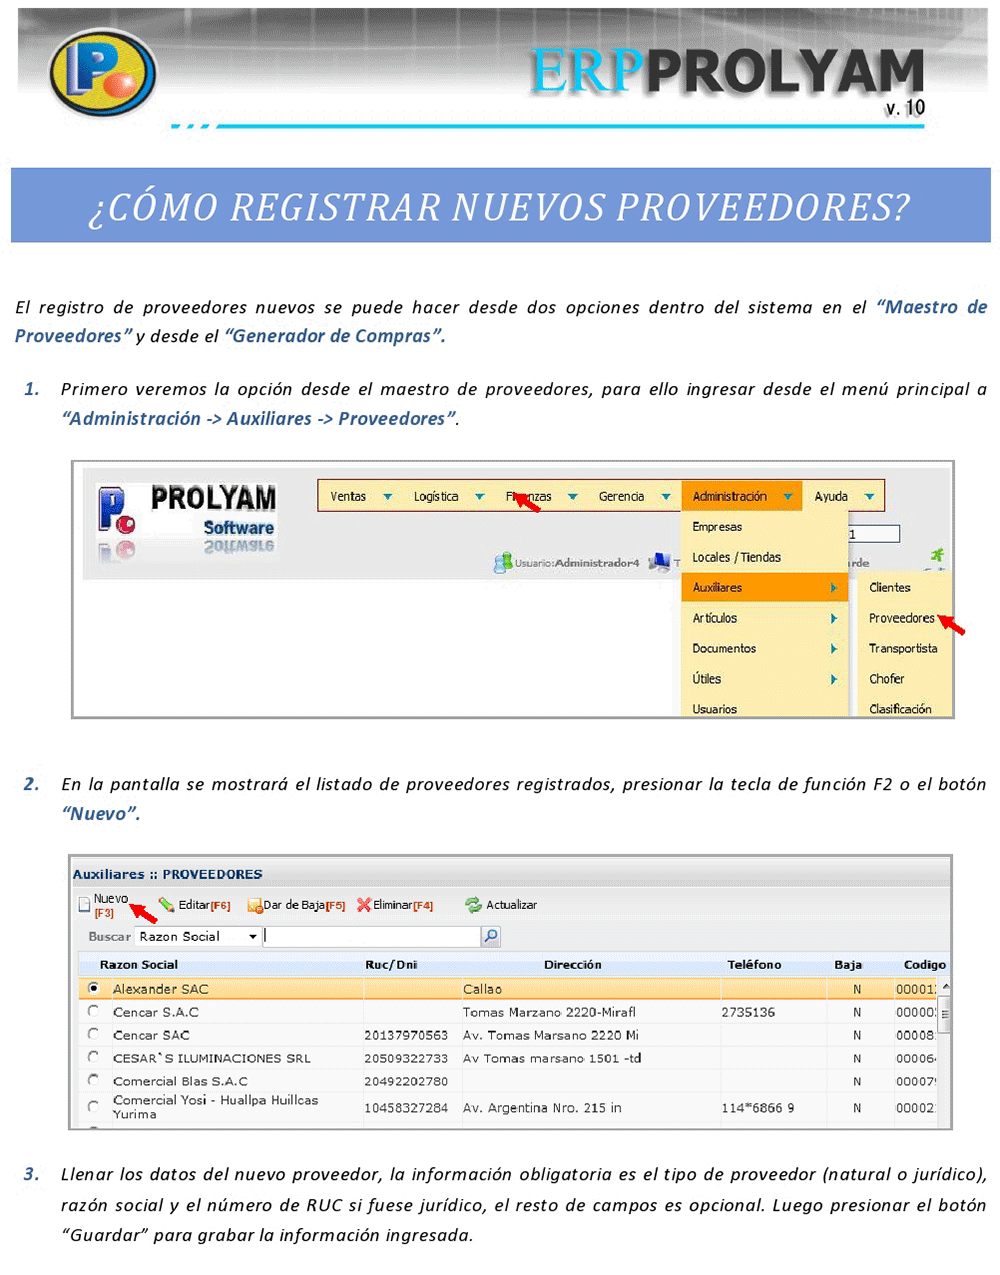 ERPPROLYAM
v. 10
¿CÓMO REGISTRAR NUEVOS PROVEEDORES?
El registro de proveedores nuevos se puede hacer desde dos opciones dentro del sistema en el “Maestro de
Proveedores” y desde el “Generador de Compras”.
1. Primero veremos la opción desde el maestro de proveedores, para ello ingresar desde el menú principal a
“Administración -> Auxiliares -> Proveedores”.
PROLYAM
Software
Ventas Logística Gerencia Administración Ayuda
Empresas
1
Locales / Tiendas
Usuario:Administrador4
Auxiliares Clientes
Artículos Proveedores
Documentos Transportista
Útiles Chofer
Usuarios Clasificación
2. En la pantalla se mostrará el listado de proveedores registrados, presionar la tecla de función F2 o el botón
“Nuevo”.
Auxiliares :: PROVEEDORES
Nuevo
[F3] Editar[F6] Dar de Baja[F5] Eliminar[F4] Actualizar
Buscar Razon Social
Razon Social Ruc/Dni Dirección Teléfono Baja Codigo
Alexander SAC Callao N 00001
Cencar S.A.C Tomas Marzano 2220-Mirafl 2735136 N 00000
Cencar SAC 20137970563 Av. Tomas Marsano 2220 Mi N 00008
CESAR`S ILUMINACIONES SRL 20509322733 Av Tomas marsano 1501 -td N 00006
Comercial Blas S.A.C 20492202780 N 00007
Comercial Yosi - Huallpa Huillcas
Yurima 10458327284 Av. Argentina Nro. 215 in 114*6866 9 N 00002
3. Llenar los datos del nuevo proveedor, la información obligatoria es el tipo de proveedor (natural o jurídico),
razón social y el número de RUC si fuese jurídico, el resto de campos es opcional. Luego presionar el botón
“Guardar” para grabar la información ingresada.